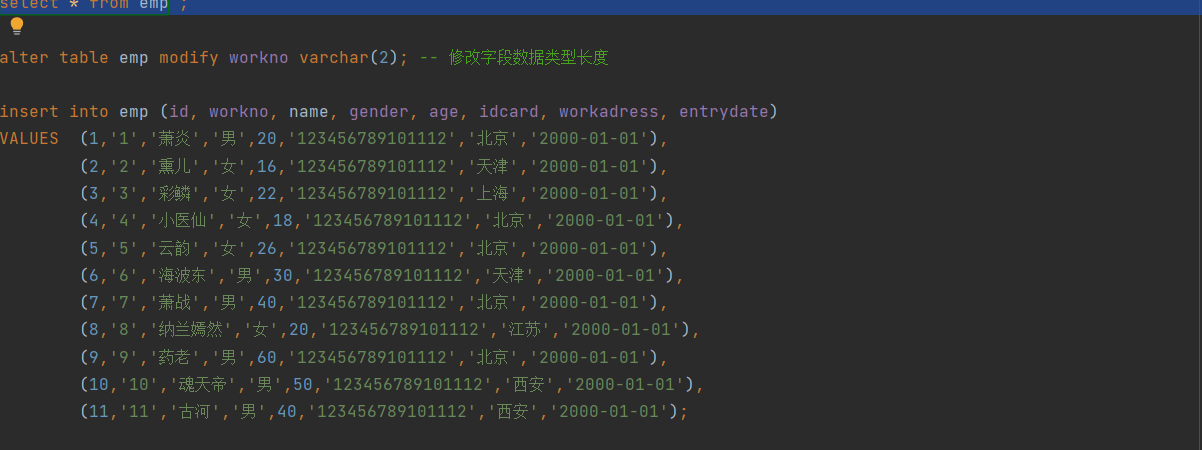 select * from emp ;
alter table emp modify workno varchar(2); -- 修改字段数据类型长度
insert into emp (id, workno, name, gender, age, idcard, workadress, entrydate)
VALUES  (1,'1','萧炎','男',20,'123456789101112','北京','2000-01-01'),
(2,'2','熏儿','女',16,'123456789101112','天津','2000-01-01'),
(3,'3','彩鳞','女',22,'123456789101112','上海','2000-01-01'),
(4,'4','小医仙','女',18,'123456789101112','北京','2000-01-01'),
(5,'5','云韵','女',26,'123456789101112','北京','2000-01-01'),
(6,'6','海波东','男',30,'123456789101112','天津','2000-01-01'),
(7,'7','萧战','男',40,'123456789101112','北京','2000-01-01'),
(8,'8','纳兰嫣然','女',20,'123456789101112','江苏','2000-01-01'),
(9,'9','药老','男',60,'123456789101112','北京','2000-01-01'),
(10,'10','魂天帝','男',50,'123456789101112','西安','2000-01-01'),
(11,'11','古河','男',40,'123456789101112','西安','2000-01-01');